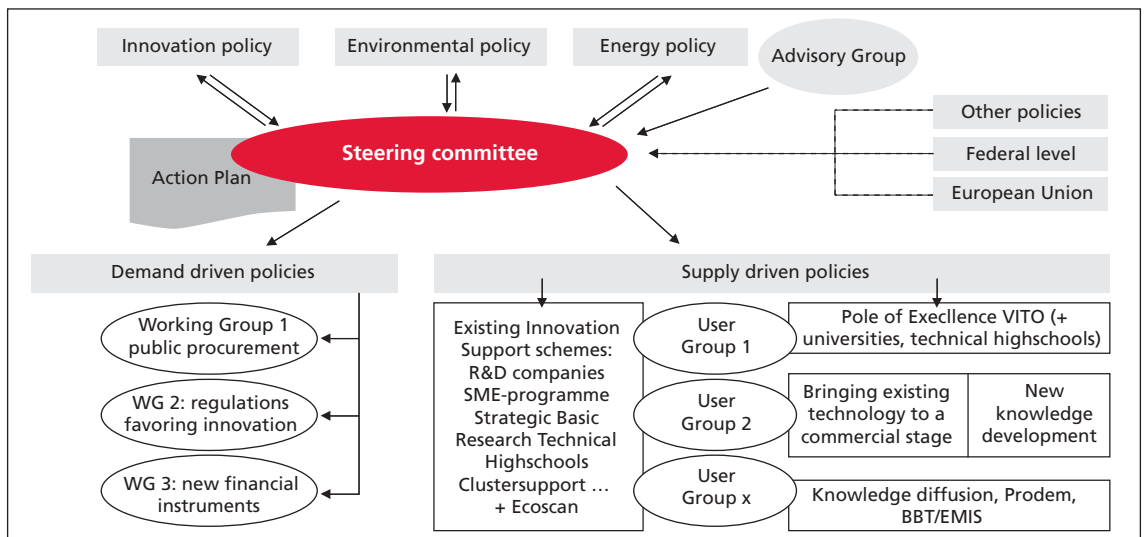 Innovation policy
Environmental policy
Energy policy
Advisory Group
Other policies
Federal level
European Union
Steering committee
Action Plan
Demand driven policies
Supply driven policies
Working Group 1
public procurement
WG 2: regulations
favoring innovation
WG 3: new financial
instruments
Existing Innovation
Support schemes:
R&D companies
SME-programme
Strategic Basic
Research Technical
Highschools
Clustersupport …
+ Ecoscan
User
Group 1
User
Group 2
User
Group x
Pole of Execllence VITO (+
universities, technical highschools)
Bringing existing
technology to a
commercial stage
New
knowledge
development
Knowledge diffusion, Prodem,
BBT/EMIS